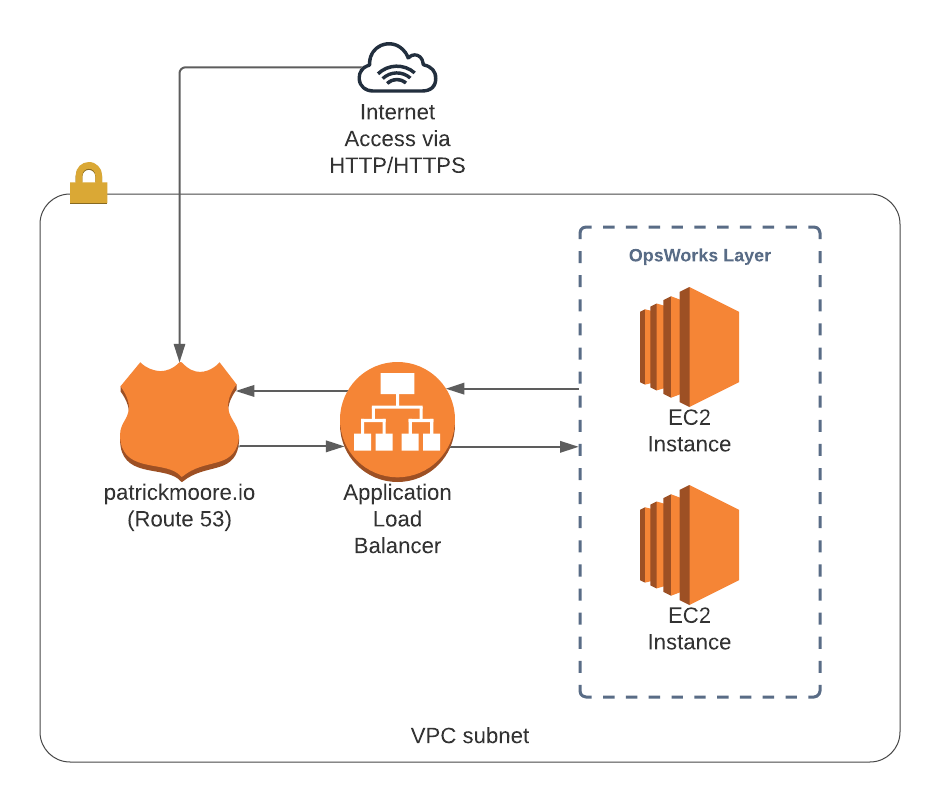 Internet
Access via
HTTP/HTTPS
OpsWorks Layer
EC2
Instance
patrickmoore.io
(Route 53)
Application
Load
Balancer
EC2
Instance
VPC subnet